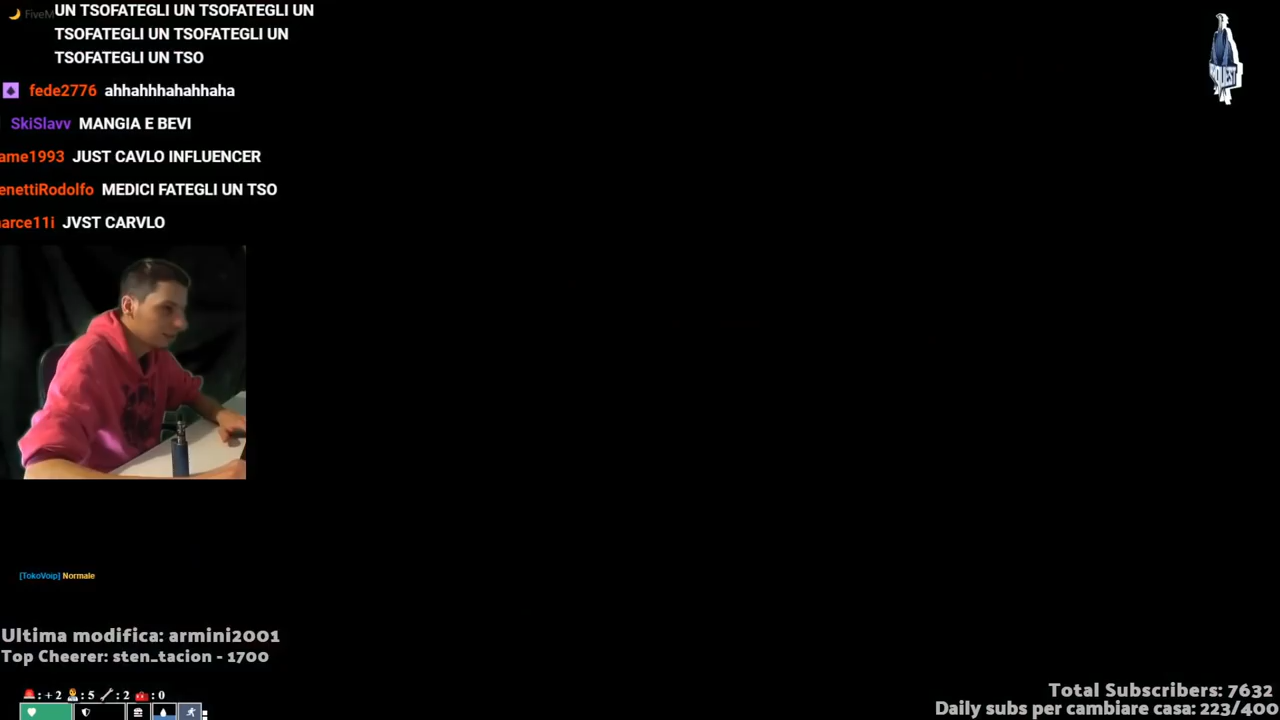 FiveM
UN TSOFATEGLI UN TSOFATEGLI UN
TSOFATEGLI UN TSOFATEGLI UN
TSOFATEGLI UN TSO
fede2776 ahhahhhahahhaha
SkiSlavv MANGIA E BEVI
ame1993 JUST CAVLO INFLUENCER
enettiRodolfo MEDICI FATEGLI UN TSO
arce11i JVST CARVLO
[TokoVoip] Normale
Ultima modifica: armini2001
Top Cheerer: sten_tacion - 1700
: +2 : 5 : 2 : 0
Total Subscribers: 7632
Daily subs per cambiare casa: 223/400